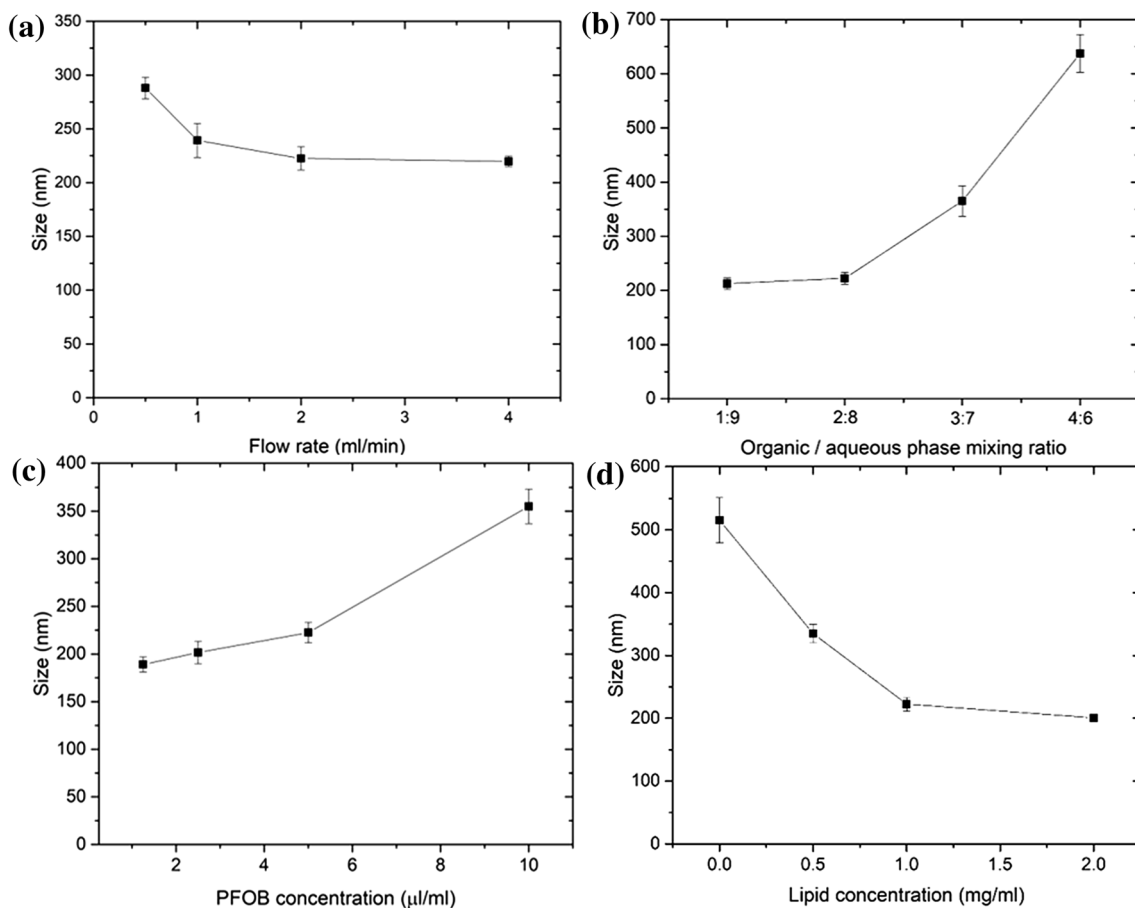 (a)
350
300
250
200
150
100
50
0
Size (nm)
0 1 2 3 4
Flow rate (ml/min)
(b)
700
600
500
400
300
200
100
0
Size (nm)
1:9 2:8 3:7 4:6
Organic / aqueous phase mixing ratio
(c)
400
350
300
250
200
150
100
50
0
Size (nm)
2 4 6 8 10
PFOB concentration (μl/ml)
(d)
600
500
400
300
200
100
0
Size (nm)
0.0 0.5 1.0 1.5 2.0
Lipid concentration (mg/ml)